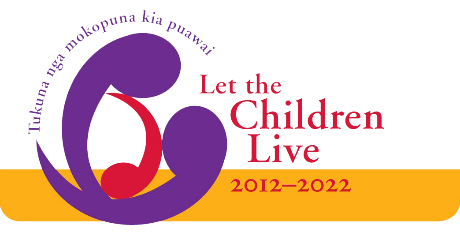 Tukuna nga mokopuna kia puawai
Let the
Children
Live
2012–2022